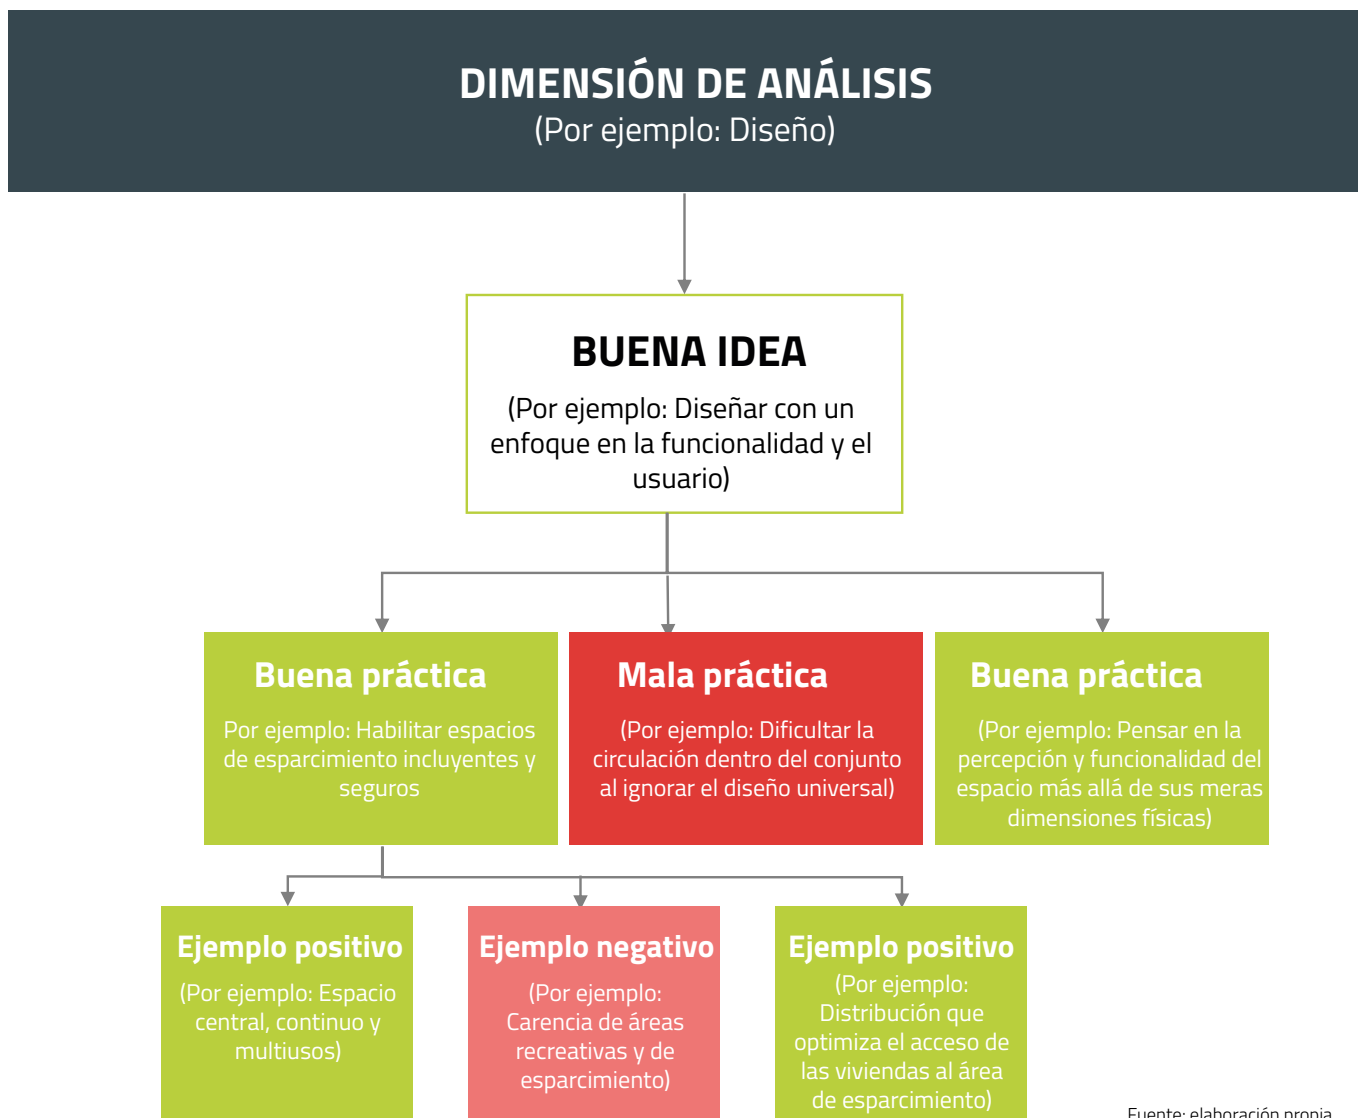 DIMENSIÓN DE ANÁLISIS
(Por ejemplo: Diseño)
BUENA IDEA
(Por ejemplo: Diseñar con un
enfoque en la funcionalidad y el
usuario)
Buena práctica
Por ejemplo: Habilitar espacios
de esparcimiento incluyentes y
seguros
Mala práctica
(Por ejemplo: Dificultar la
circulación dentro del conjunto
al ignorar el diseño universal)
Buena práctica
(Por ejemplo: Pensar en la
percepción y funcionalidad del
espacio más allá de sus meras
dimensiones físicas)
Ejemplo positivo
(Por ejemplo: Espacio
central, continuo y
multiusos)
Ejemplo negativo
(Por ejemplo:
Carencia de áreas
recreativas y de
esparcimiento)
Ejemplo positivo
(Por ejemplo:
Distribución que
optimiza el acceso de
las viviendas al área
de esparcimiento)
Fuente: elaboración propia